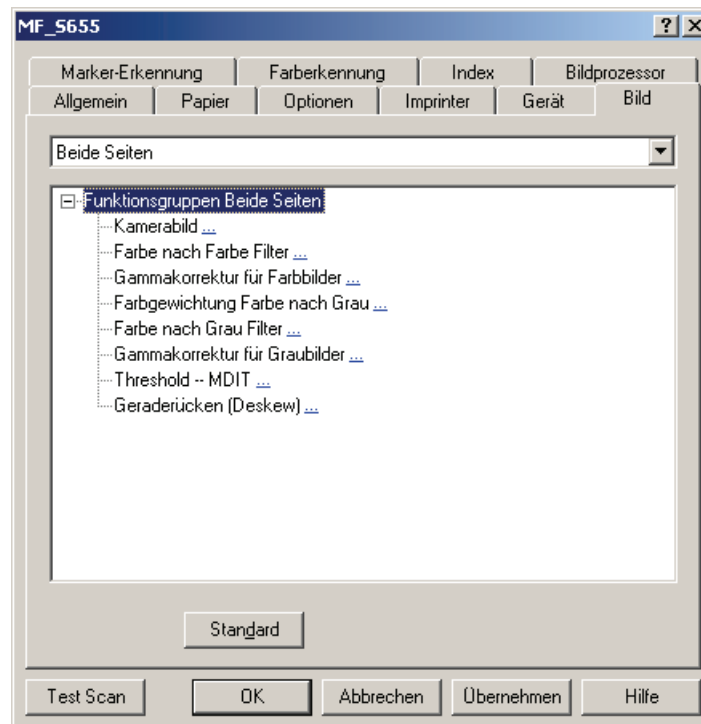 MF_S655
Marker-Erkennung Farberkennung Index Bildprozessor
Allgemein Papier Optionen Imprinter Gerät Bild
Beide Seiten
Funktionsgruppen Beide Seiten
Kamerabild ...
Farbe nach Farbe Filter ...
Gammakorrektur für Farbbilder ...
Farbgewichtung Farbe nach Grau ...
Farbe nach Grau Filter ...
Gammakorrektur für Graubilder ...
Threshold -- MDIT ...
Geraderücken (Deskew) ...
Standard
Test Scan OK Abbrechen Übernehmen Hilfe